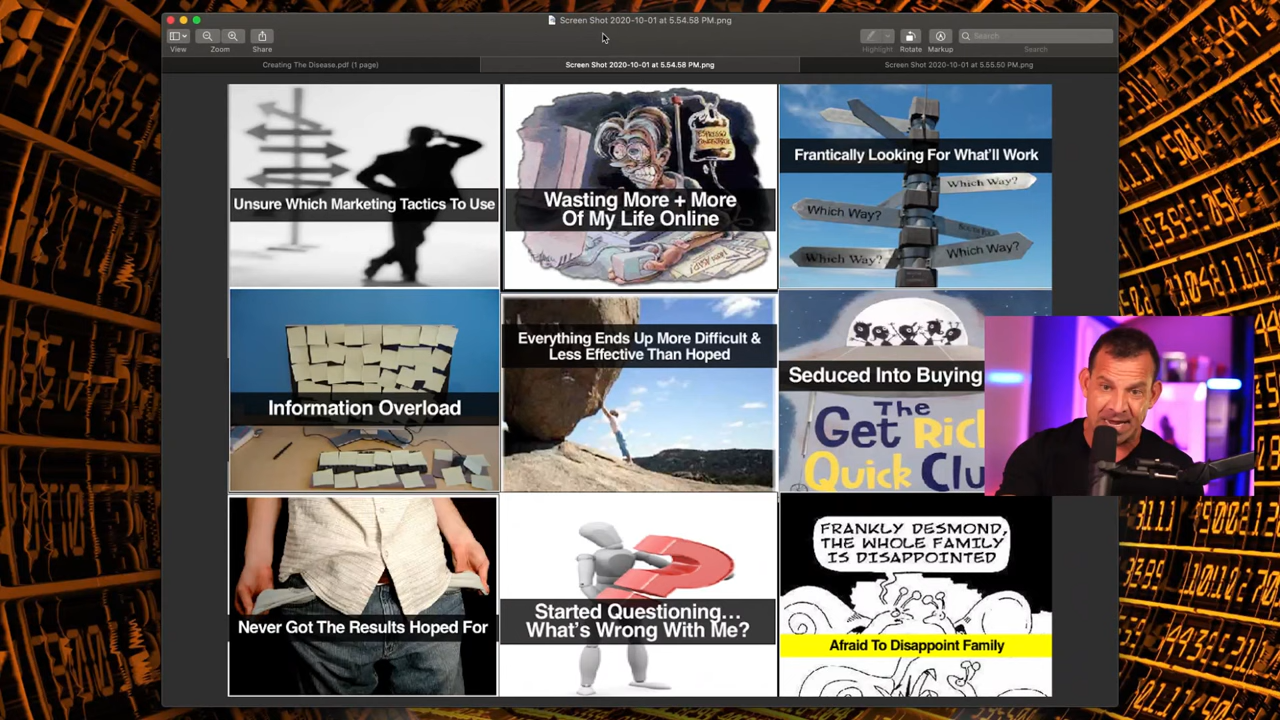 Screen Shot 2020-10-01 at 5.54.58 PM.png
View
Zoom
Share
Highlight
Rotate
Markup
Search
Search
Creating The Disease.pdf (1 page)
Screen Shot 2020-10-01 at 5.54.58 PM.png
Screen Shot 2020-10-01 at 5.55.50 PM.png
Unsure Which Marketing Tactics To Use
Wasting More + More
Of My Life Online
Frantically Looking For What'll Work
Which Way?
Which Way?
Which Way?
Which Way?
Information Overload
Everything Ends Up More Difficult &
Less Effective Than Hoped
Seduced Into Buying
The
Get Rich
Quick Clu
Never Got The Results Hoped For
Started Questioning...
What's Wrong With Me?
FRANKLY DESMOND,
THE WHOLE FAMILY
IS DISAPPOINTED
Afraid To Disappoint Family